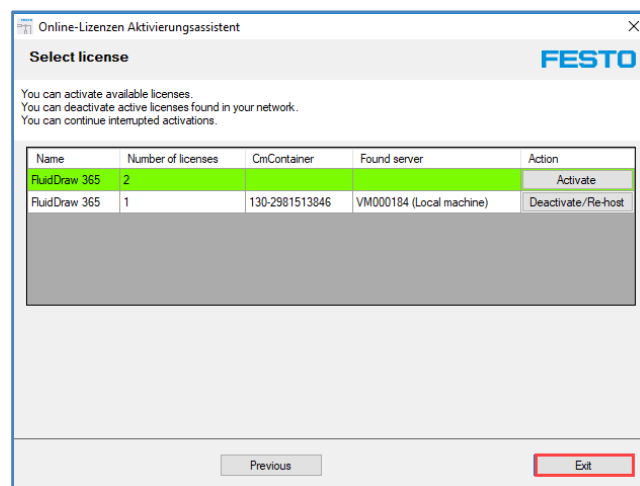 Online-Lizenzen Aktivierungsassistent
Select license
FESTO
You can activate available licenses.
You can deactivate active licenses found in your network.
You can continue interrupted activations.
Name Number of licenses CmContainer Found server Action
FluidDraw 365 2 Activate
FluidDraw 365 1 130-2981513846 VM000184 (Local machine) Deactivate/Re-host
Previous Exit